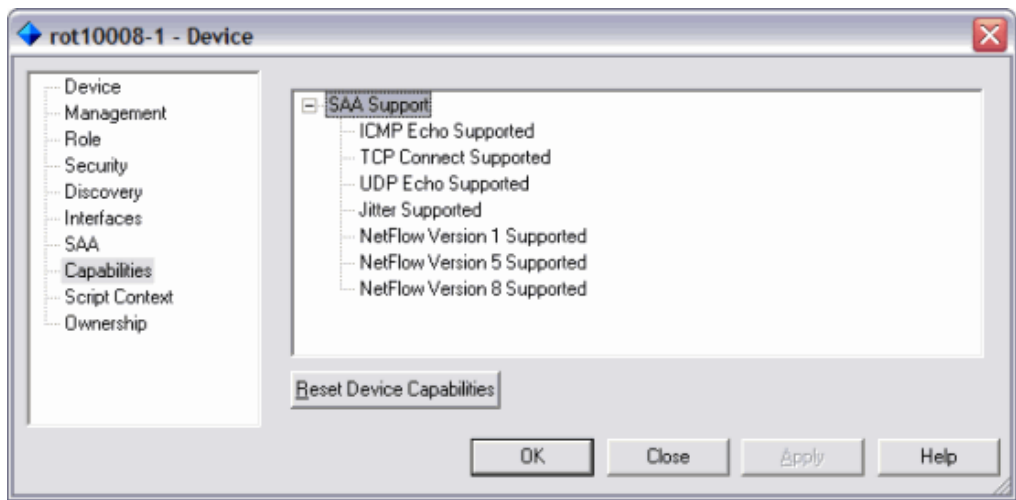 rot10008-1 - Device
Device
Management
Role
Security
Discovery
Interfaces
SAA
Capabilities
Script Context
Ownership
SAA Support
ICMP Echo Supported
TCP Connect Supported
UDP Echo Supported
Jitter Supported
NetFlow Version 1 Supported
NetFlow Version 5 Supported
NetFlow Version 8 Supported
Reset Device Capabilities
OK Close Apply Help